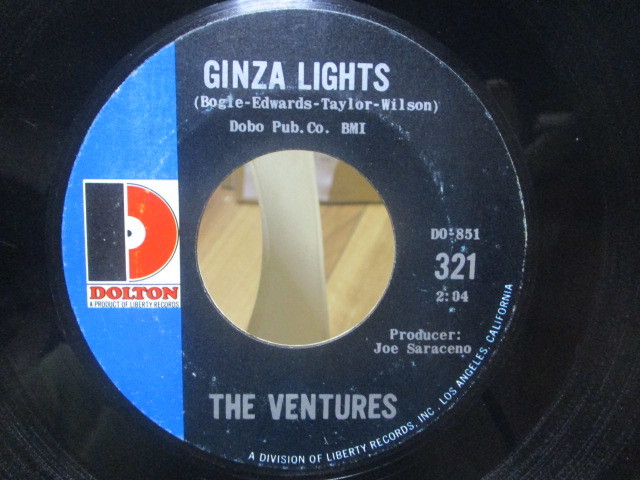 GINZA LIGHTS
(Bogle-Edwards-Taylor-Wilson)
Dobo Pub. Co. BMI
DOLTON
A PRODUCT OF LIBERTY RECORDS
DO-851
321
2:04
Producer:
Joe Saraceno
THE VENTURES
A DIVISION OF LIBERTY RECORDS, INC., LOS ANGELES, CALIFORNIA